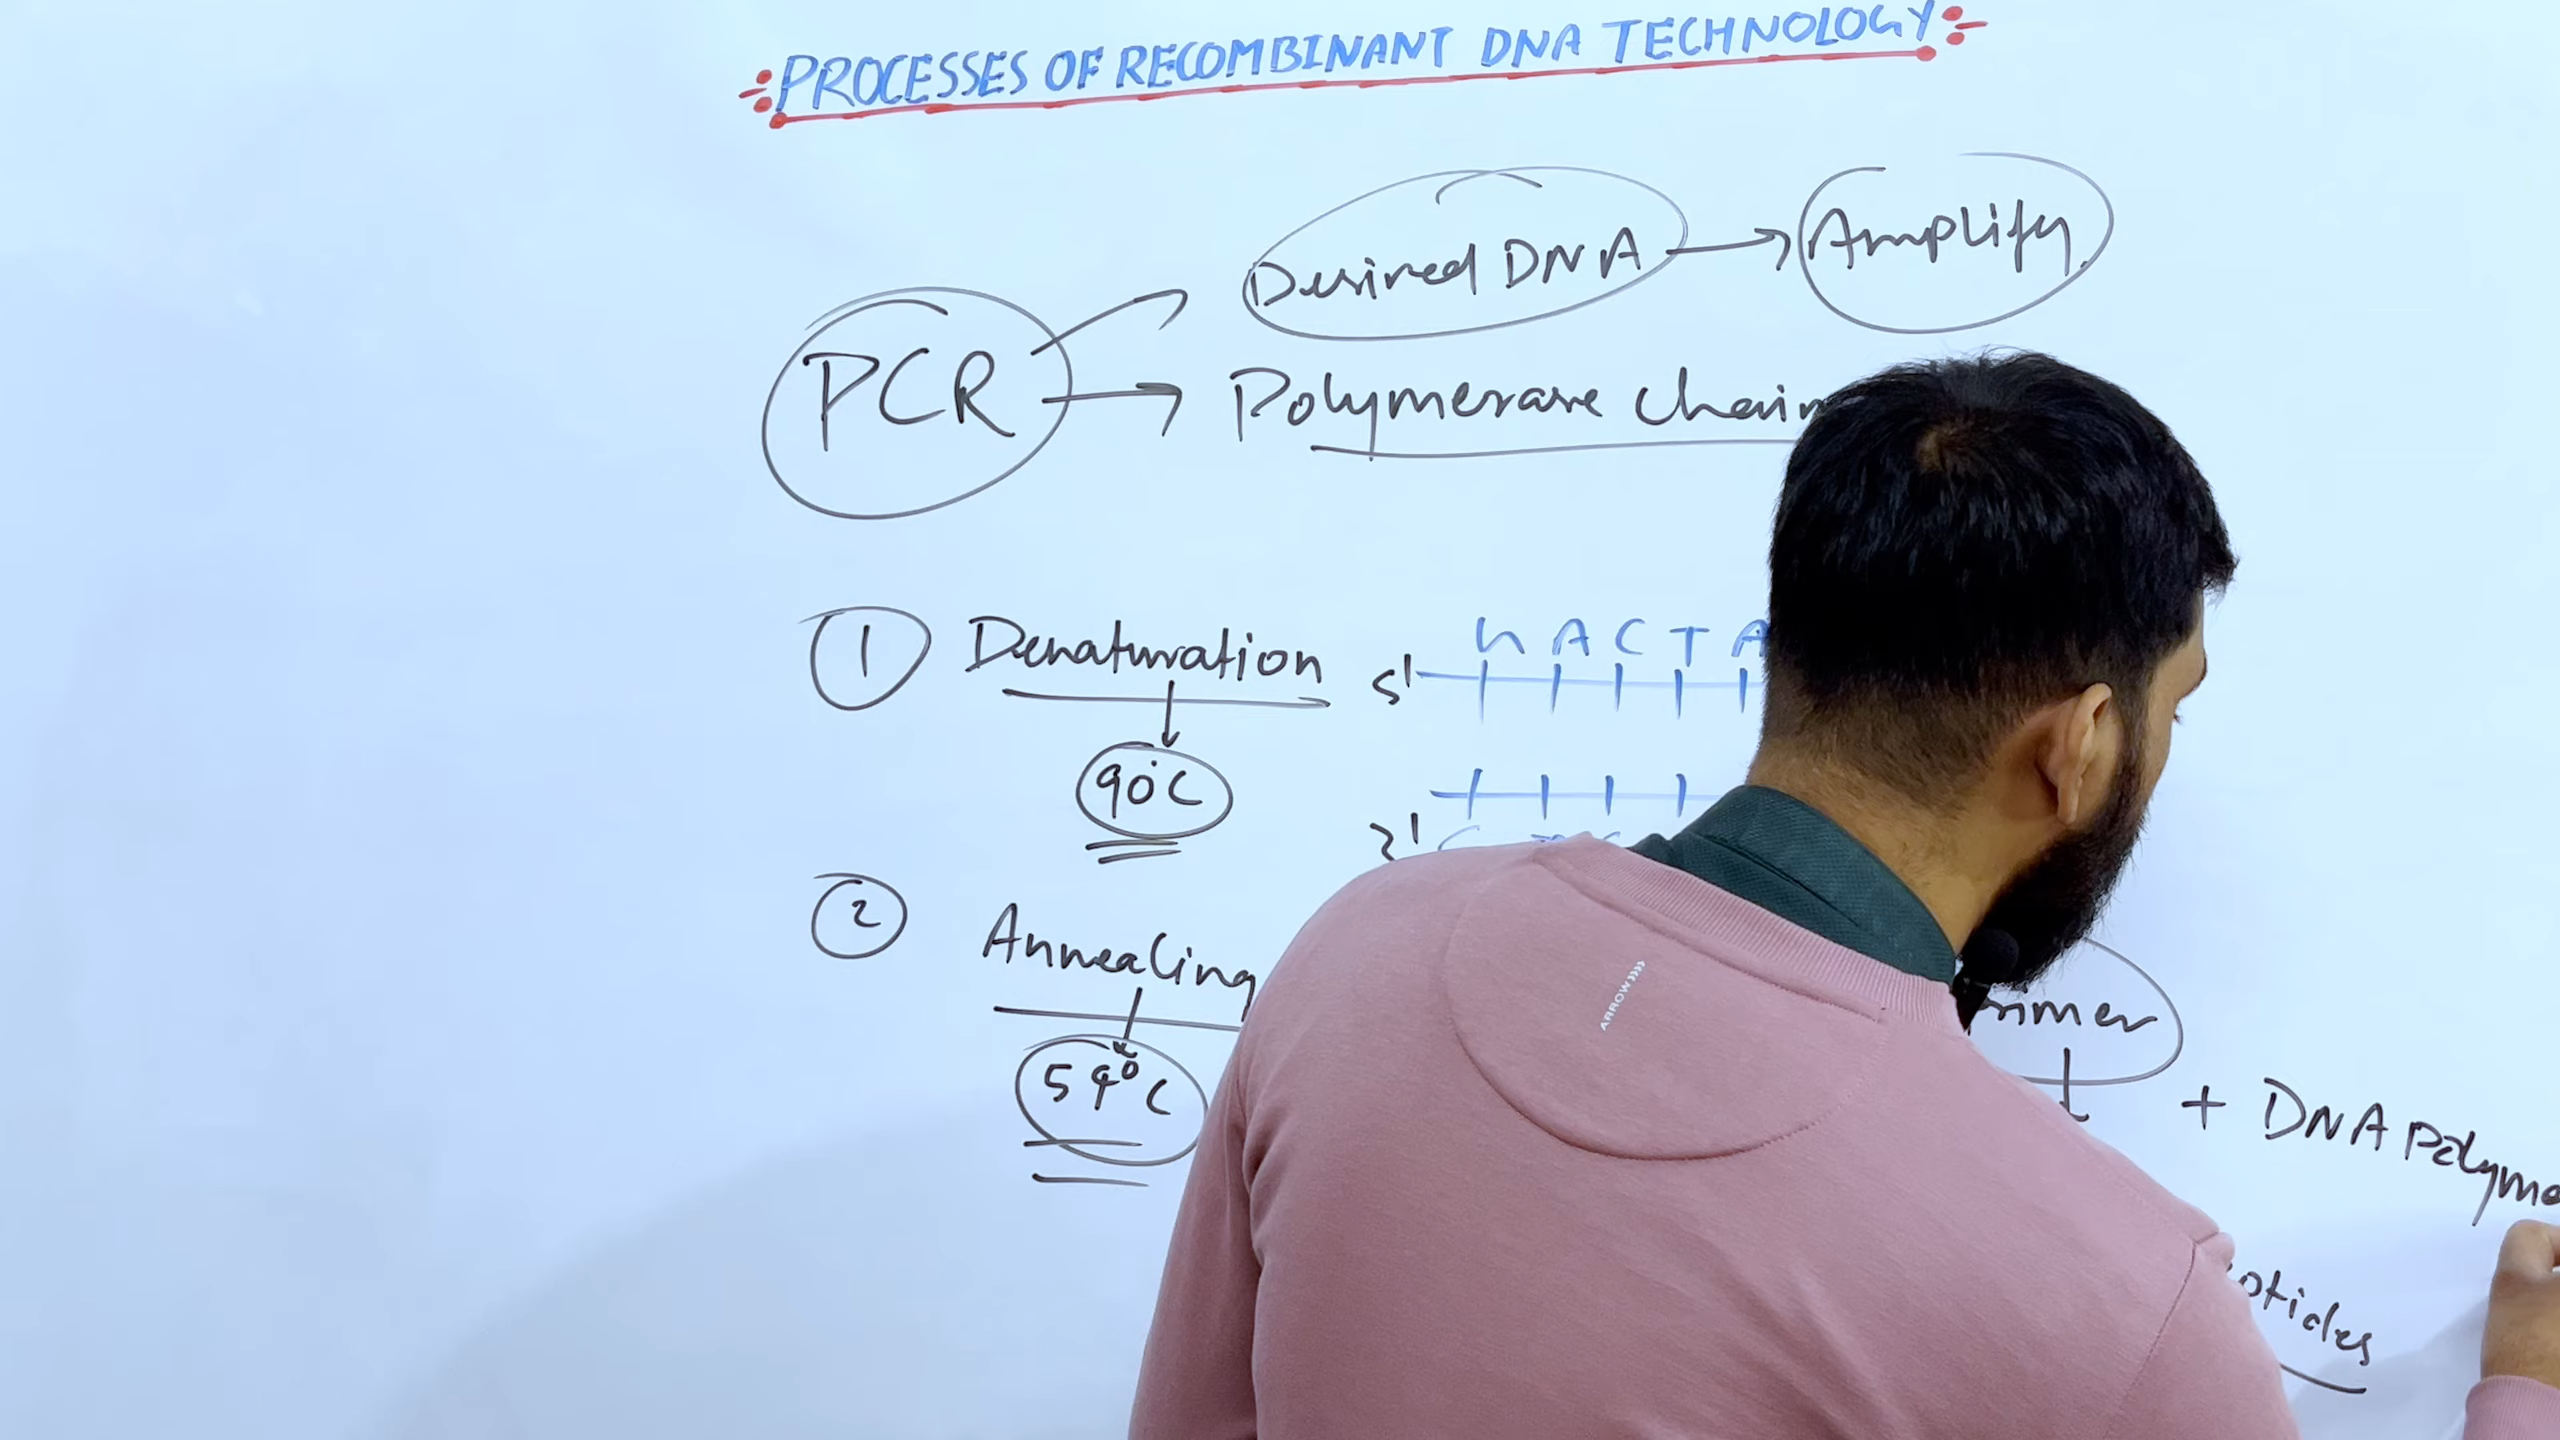 PROCESSES OF RECOMBINANT DNA TECHNOLOGY
Desired DNA → Amplify
PCR → Polymerase chain
① Denaturation
90°C
5'
G A C T A
② Annealing
54°C
+ DNA Polyme
ARROW